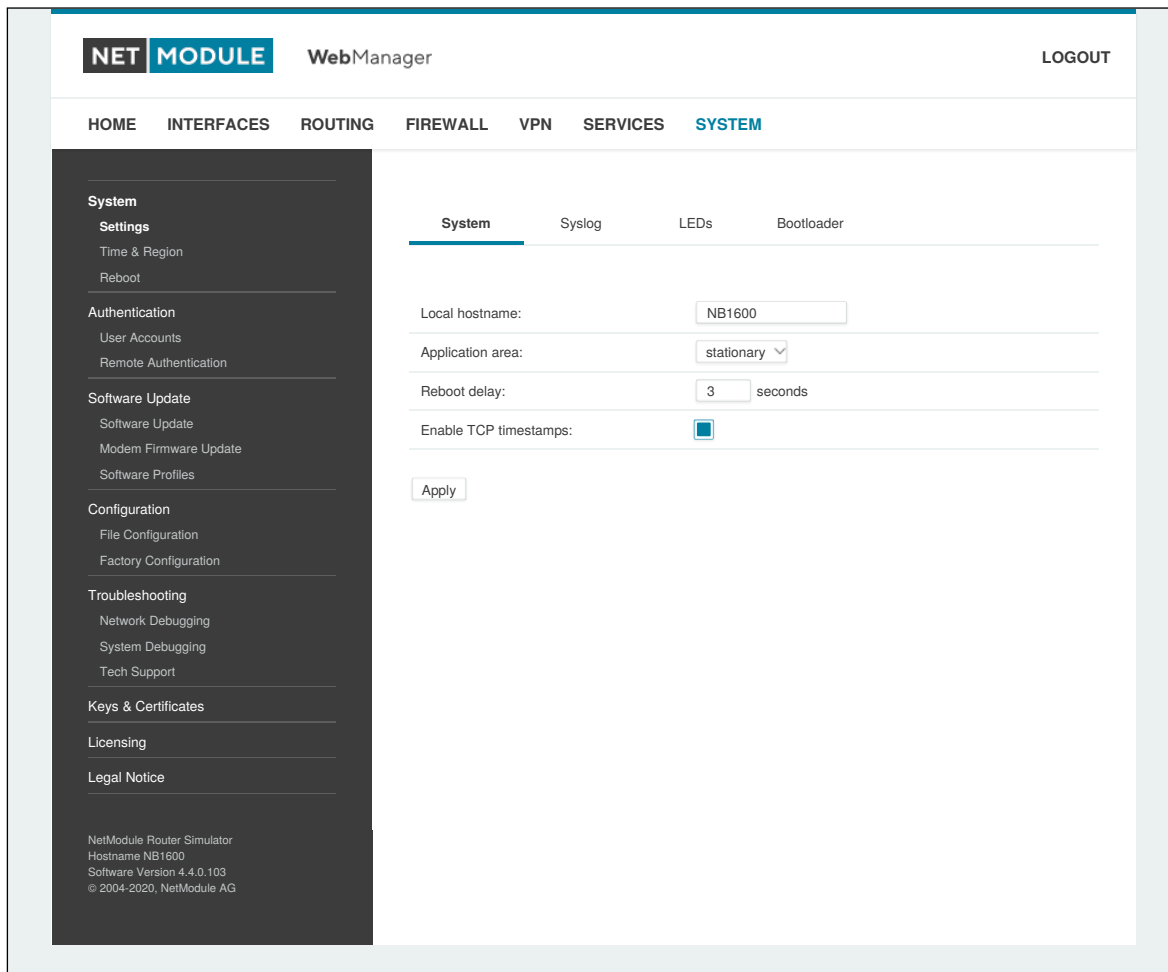 NET MODULE WebManager LOGOUT
HOME INTERFACES ROUTING FIREWALL VPN SERVICES SYSTEM
System
Settings
Time & Region
Reboot
Authentication
User Accounts
Remote Authentication
Software Update
Software Update
Modem Firmware Update
Software Profiles
Configuration
File Configuration
Factory Configuration
Troubleshooting
Network Debugging
System Debugging
Tech Support
Keys & Certificates
Licensing
Legal Notice
NetModule Router Simulator
Hostname NB1600
Software Version 4.4.0.103
© 2004-2020, NetModule AG
System Syslog LEDs Bootloader
Local hostname: NB1600
Application area: stationary
Reboot delay: 3 seconds
Enable TCP timestamps:
Apply